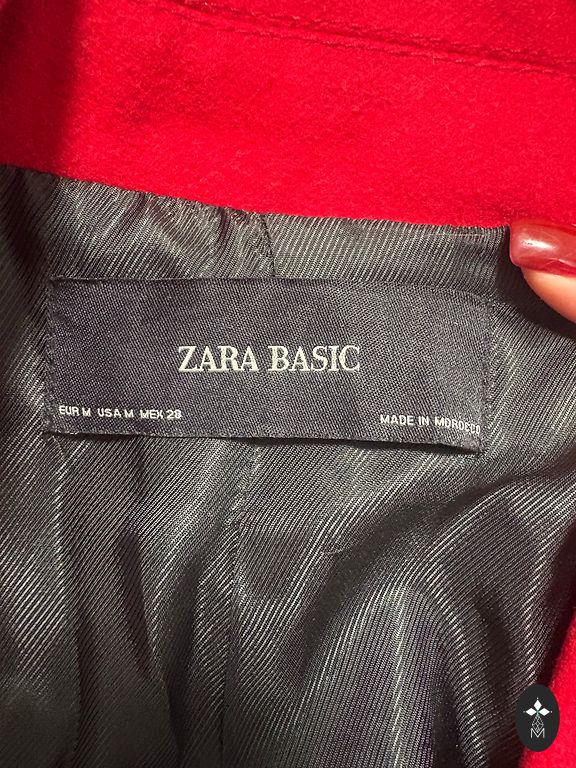 ZARA BASIC
EUR M USA M MEX 28
MADE IN MOROCCO
M